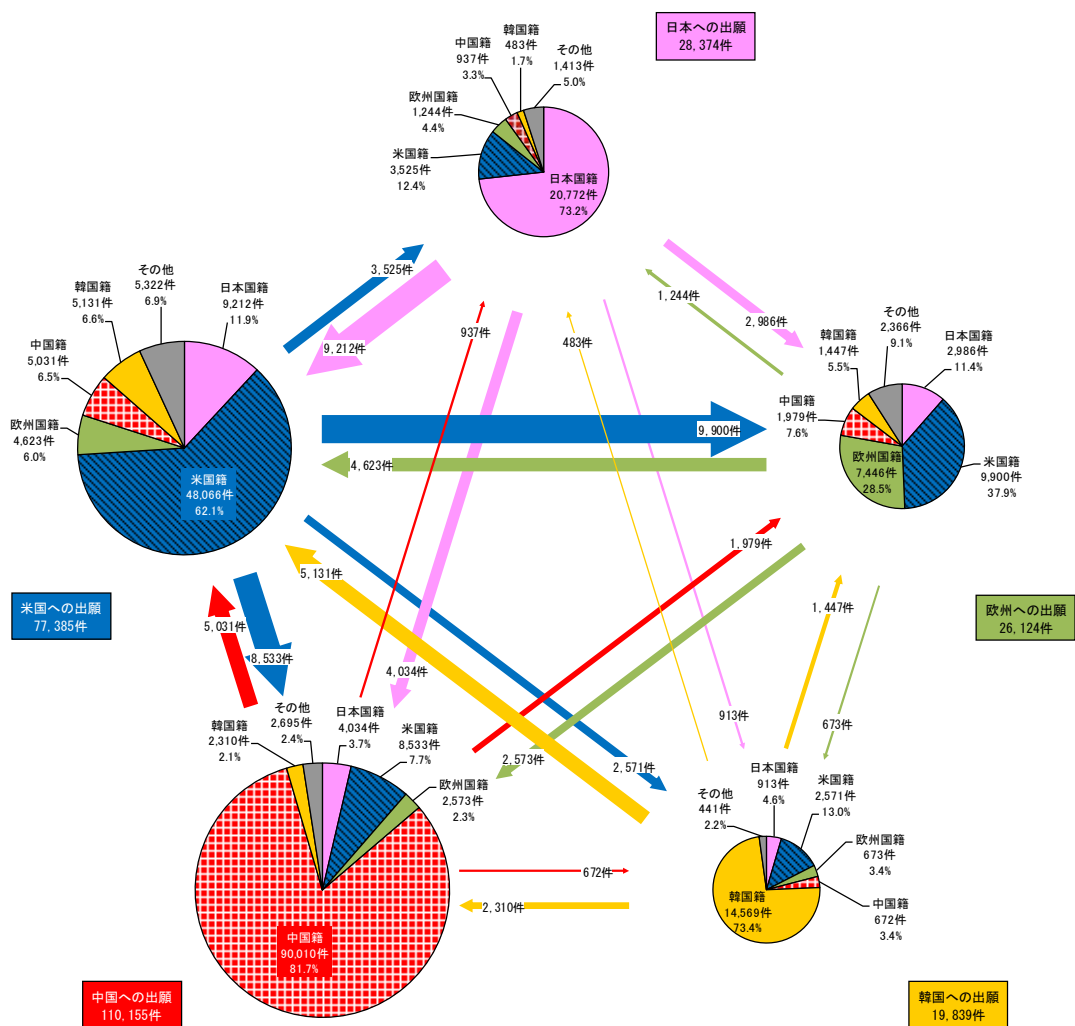 日本への出願
28,374件
韓国籍
483件
1.7%
中国籍
937件
3.3%
その他
1,413件
5.0%
欧州国籍
1,244件
4.4%
米国籍
3,525件
12.4%
日本国籍
20,772件
73.2%
3,525件
9,212件
937件
483件
1,244件
2,986件
その他
5,322件
6.9%
韓国籍
5,131件
6.6%
日本国籍
9,212件
11.9%
中国籍
5,031件
6.5%
欧州国籍
4,623件
6.0%
米国籍
48,066件
62.1%
米国への出願
77,385件
9,900件
4,623件
その他
2,366件
9.1%
韓国籍
1,447件
5.5%
日本国籍
2,986件
11.4%
中国籍
1,979件
7.6%
欧州国籍
7,446件
28.5%
米国籍
9,900件
37.9%
欧州への出願
26,124件
5,131件
1,979件
1,447件
5,031件
8,533件
4,034件
913件
673件
2,573件
2,571件
その他
2,695件
2.4%
韓国籍
2,310件
2.1%
日本国籍
4,034件
3.7%
米国籍
8,533件
7.7%
欧州国籍
2,573件
2.3%
中国籍
90,010件
81.7%
中国への出願
110,155件
672件
2,310件
日本国籍
913件
4.6%
その他
441件
2.2%
米国籍
2,571件
13.0%
欧州国籍
673件
3.4%
中国籍
672件
3.4%
韓国籍
14,569件
73.4%
韓国への出願
19,839件